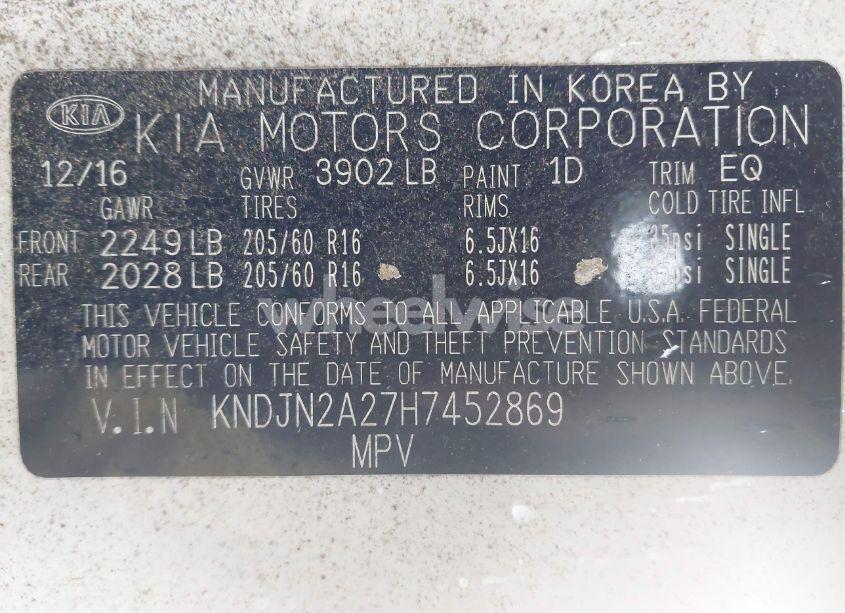 MANUFACTURED IN KOREA BY
KIA KIA MOTORS CORPORATION
12/16 GVWR 3902 LB PAINT 1D TRIM EQ
GAWR TIRES RIMS COLD TIRE INFL
FRONT 2249 LB 205/60 R16 6.5JX16 SINGLE
REAR 2028 LB 205/60 R16 6.5JX16 SINGLE
THIS VEHICLE CONFORMS TO ALL APPLICABLE U.S.A. FEDERAL
wheelwise
MOTOR VEHICLE SAFETY AND THEFT PREVENTION STANDARDS
IN EFFECT ON THE DATE OF MANUFACTURE SHOWN ABOVE.
V.I.N KNDJN2A27H7452869
MPV